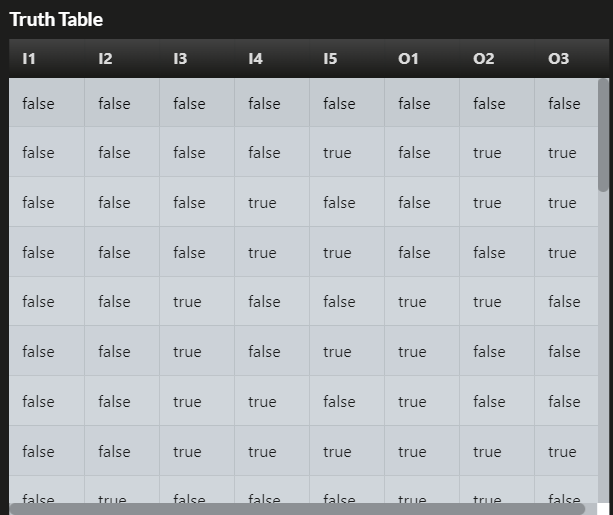 Truth Table
I1 I2 I3 I4 I5 O1 O2 O3
false false false false false false false false
false false false false true false true true
false false false true false false true true
false false false true true false false true
false false true false false true true false
false false true false true true false false
false false true true false true false false
false false true true true true true true
false true false false false true true false